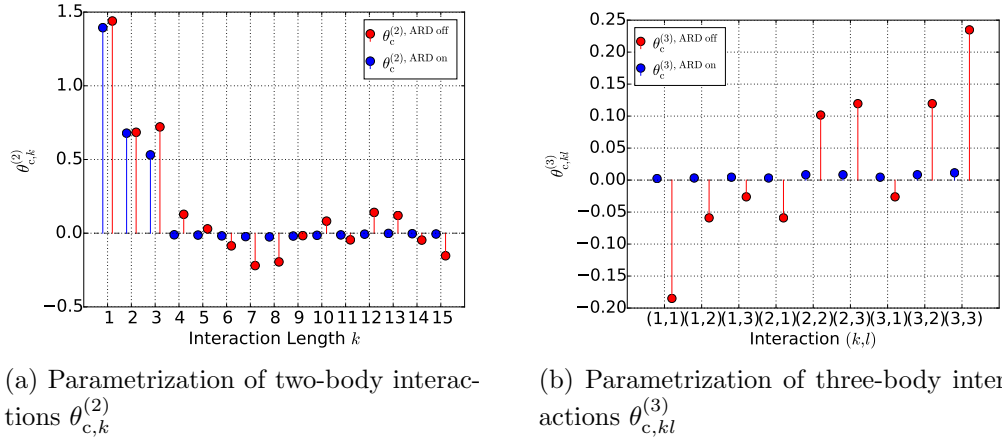 1.5
1.0
0.5
0.0
−0.5
θ_{c,k}^{(2)}
θ_c^{(2), ARD off}
θ_c^{(2), ARD on}
1 2 3 4 5 6 7 8 9 10 11 12 13 14 15
Interaction Length k
(a) Parametrization of two-body interac-
tions θ_{c,k}^{(2)}
0.25
0.20
0.15
0.10
0.05
0.00
−0.05
−0.10
−0.15
−0.20
θ_{c,kl}^{(3)}
θ_c^{(3), ARD off}
θ_c^{(3), ARD on}
(1,1)(1,2)(1,3)(2,1)(2,2)(2,3)(3,1)(3,2)(3,3)
Interaction (k,l)
(b) Parametrization of three-body inter
actions θ_{c,kl}^{(3)}